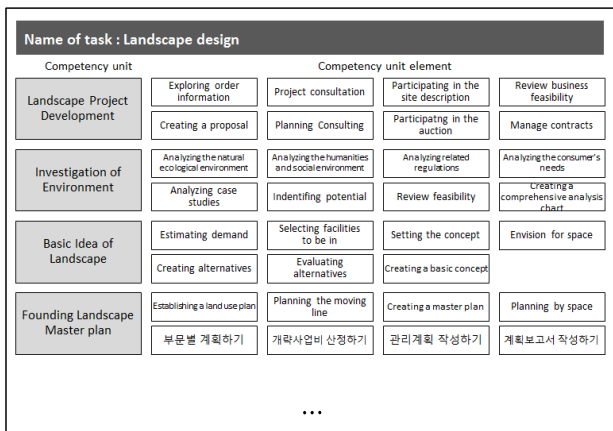 Name of task : Landscape design
Competency unit
Competency unit element
Landscape Project
Development
Exploring order
information
Project consultation
Participating in the
site description
Review business
feasibility
Creating a proposal
Planning Consulting
Participatng in the
auction
Manage contracts
Investigation of
Environment
Analyzing the natural
ecological environment
Analyzing the humanities
and social environment
Analyzing related
regulations
Analyzing the consumer's
needs
Analyzing case
studies
Indentifing potential
Review feasibility
Creating a
comprehensive analysis
chart
Basic Idea of
Landscape
Estimating demand
Selecting facilities
to be in
Setting the concept
Envision for space
Creating alternatives
Evaluating
alternatives
Creating a basic concept
Founding Landscape
Master plan
Establishing a land use plan
Planning the moving
line
Creating a master plan
Planning by space
부문별 계획하기
개략사업비 산정하기
관리계획 작성하기
계획보고서 작성하기
...